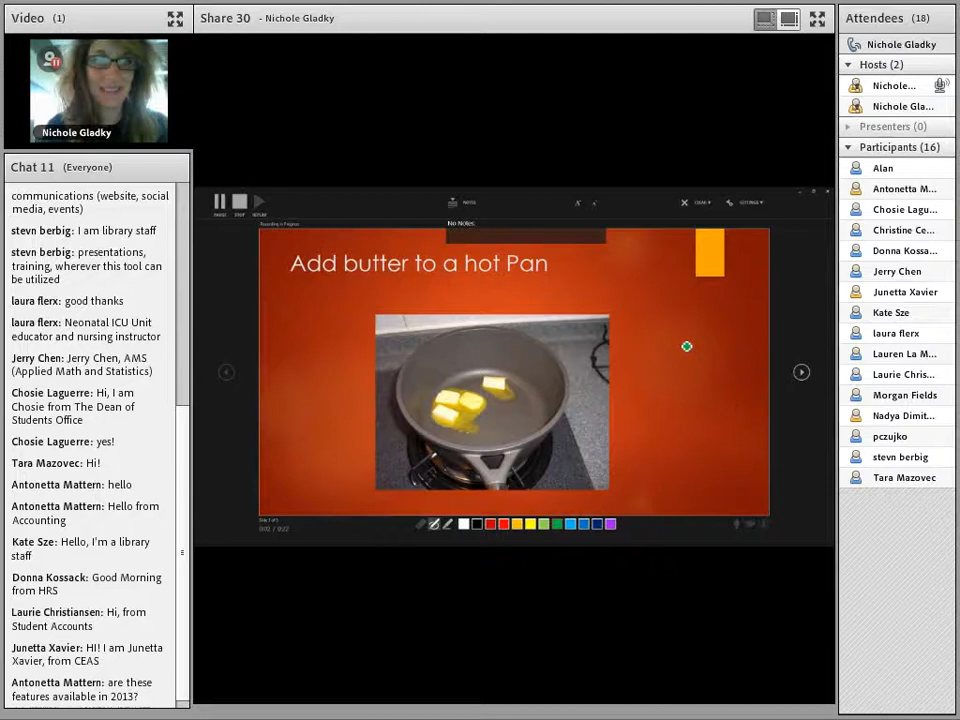 Video (1)
Share 30 - Nichole Gladky
Attendees (18)
Nichole Gladky
Nichole Gladky
Hosts (2)
Nichole...
Nichole Gla...
Presenters (0)
Participants (16)
Alan
Antonetta M...
Chosie Lagu...
Christine Ce...
Donna Kossa...
Jerry Chen
Junetta Xavier
Kate Sze
laura flerx
Lauren La M...
Laurie Chris...
Morgan Fields
Nadya Dimit...
pczujko
stevn berbig
Tara Mazovec
Chat 11 (Everyone)
communications (website, social
media, events)
stevn berbig: I am library staff
stevn berbig: presentations,
training, wherever this tool can
be utilized
laura flerx: good thanks
laura flerx: Neonatal ICU Unit
educator and nursing instructor
Jerry Chen: Jerry Chen, AMS
(Applied Math and Statistics)
Chosie Laguerre: Hi, I am
Chosie from The Dean of
Students Office
Chosie Laguerre: yes!
Tara Mazovec: Hi!
Antonetta Mattern: hello
Antonetta Mattern: Hello from
Accounting
Kate Sze: Hello, I'm a library
staff
Donna Kossack: Good Morning
from HRS
Laurie Christiansen: Hi, from
Student Accounts
Junetta Xavier: HI! I am Junetta
Xavier, from CEAS
Antonetta Mattern: are these
features available in 2013?
NOTES
CLEAR
SETTINGS
No Notes.
Add butter to a hot Pan